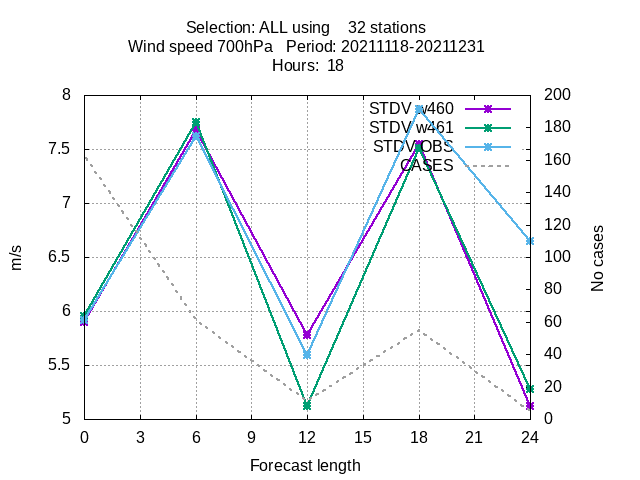 Selection: ALL using    32 stations
Wind speed 700hPa   Period: 20211118-20211231
Hours:  18
8
7.5
7
6.5
6
5.5
5
200
180
160
140
120
100
80
60
40
20
0
STDV w460
STDV w461
STDV OBS
CASES
m/s
No cases
0 3 6 9 12 15 18 21 24
Forecast length